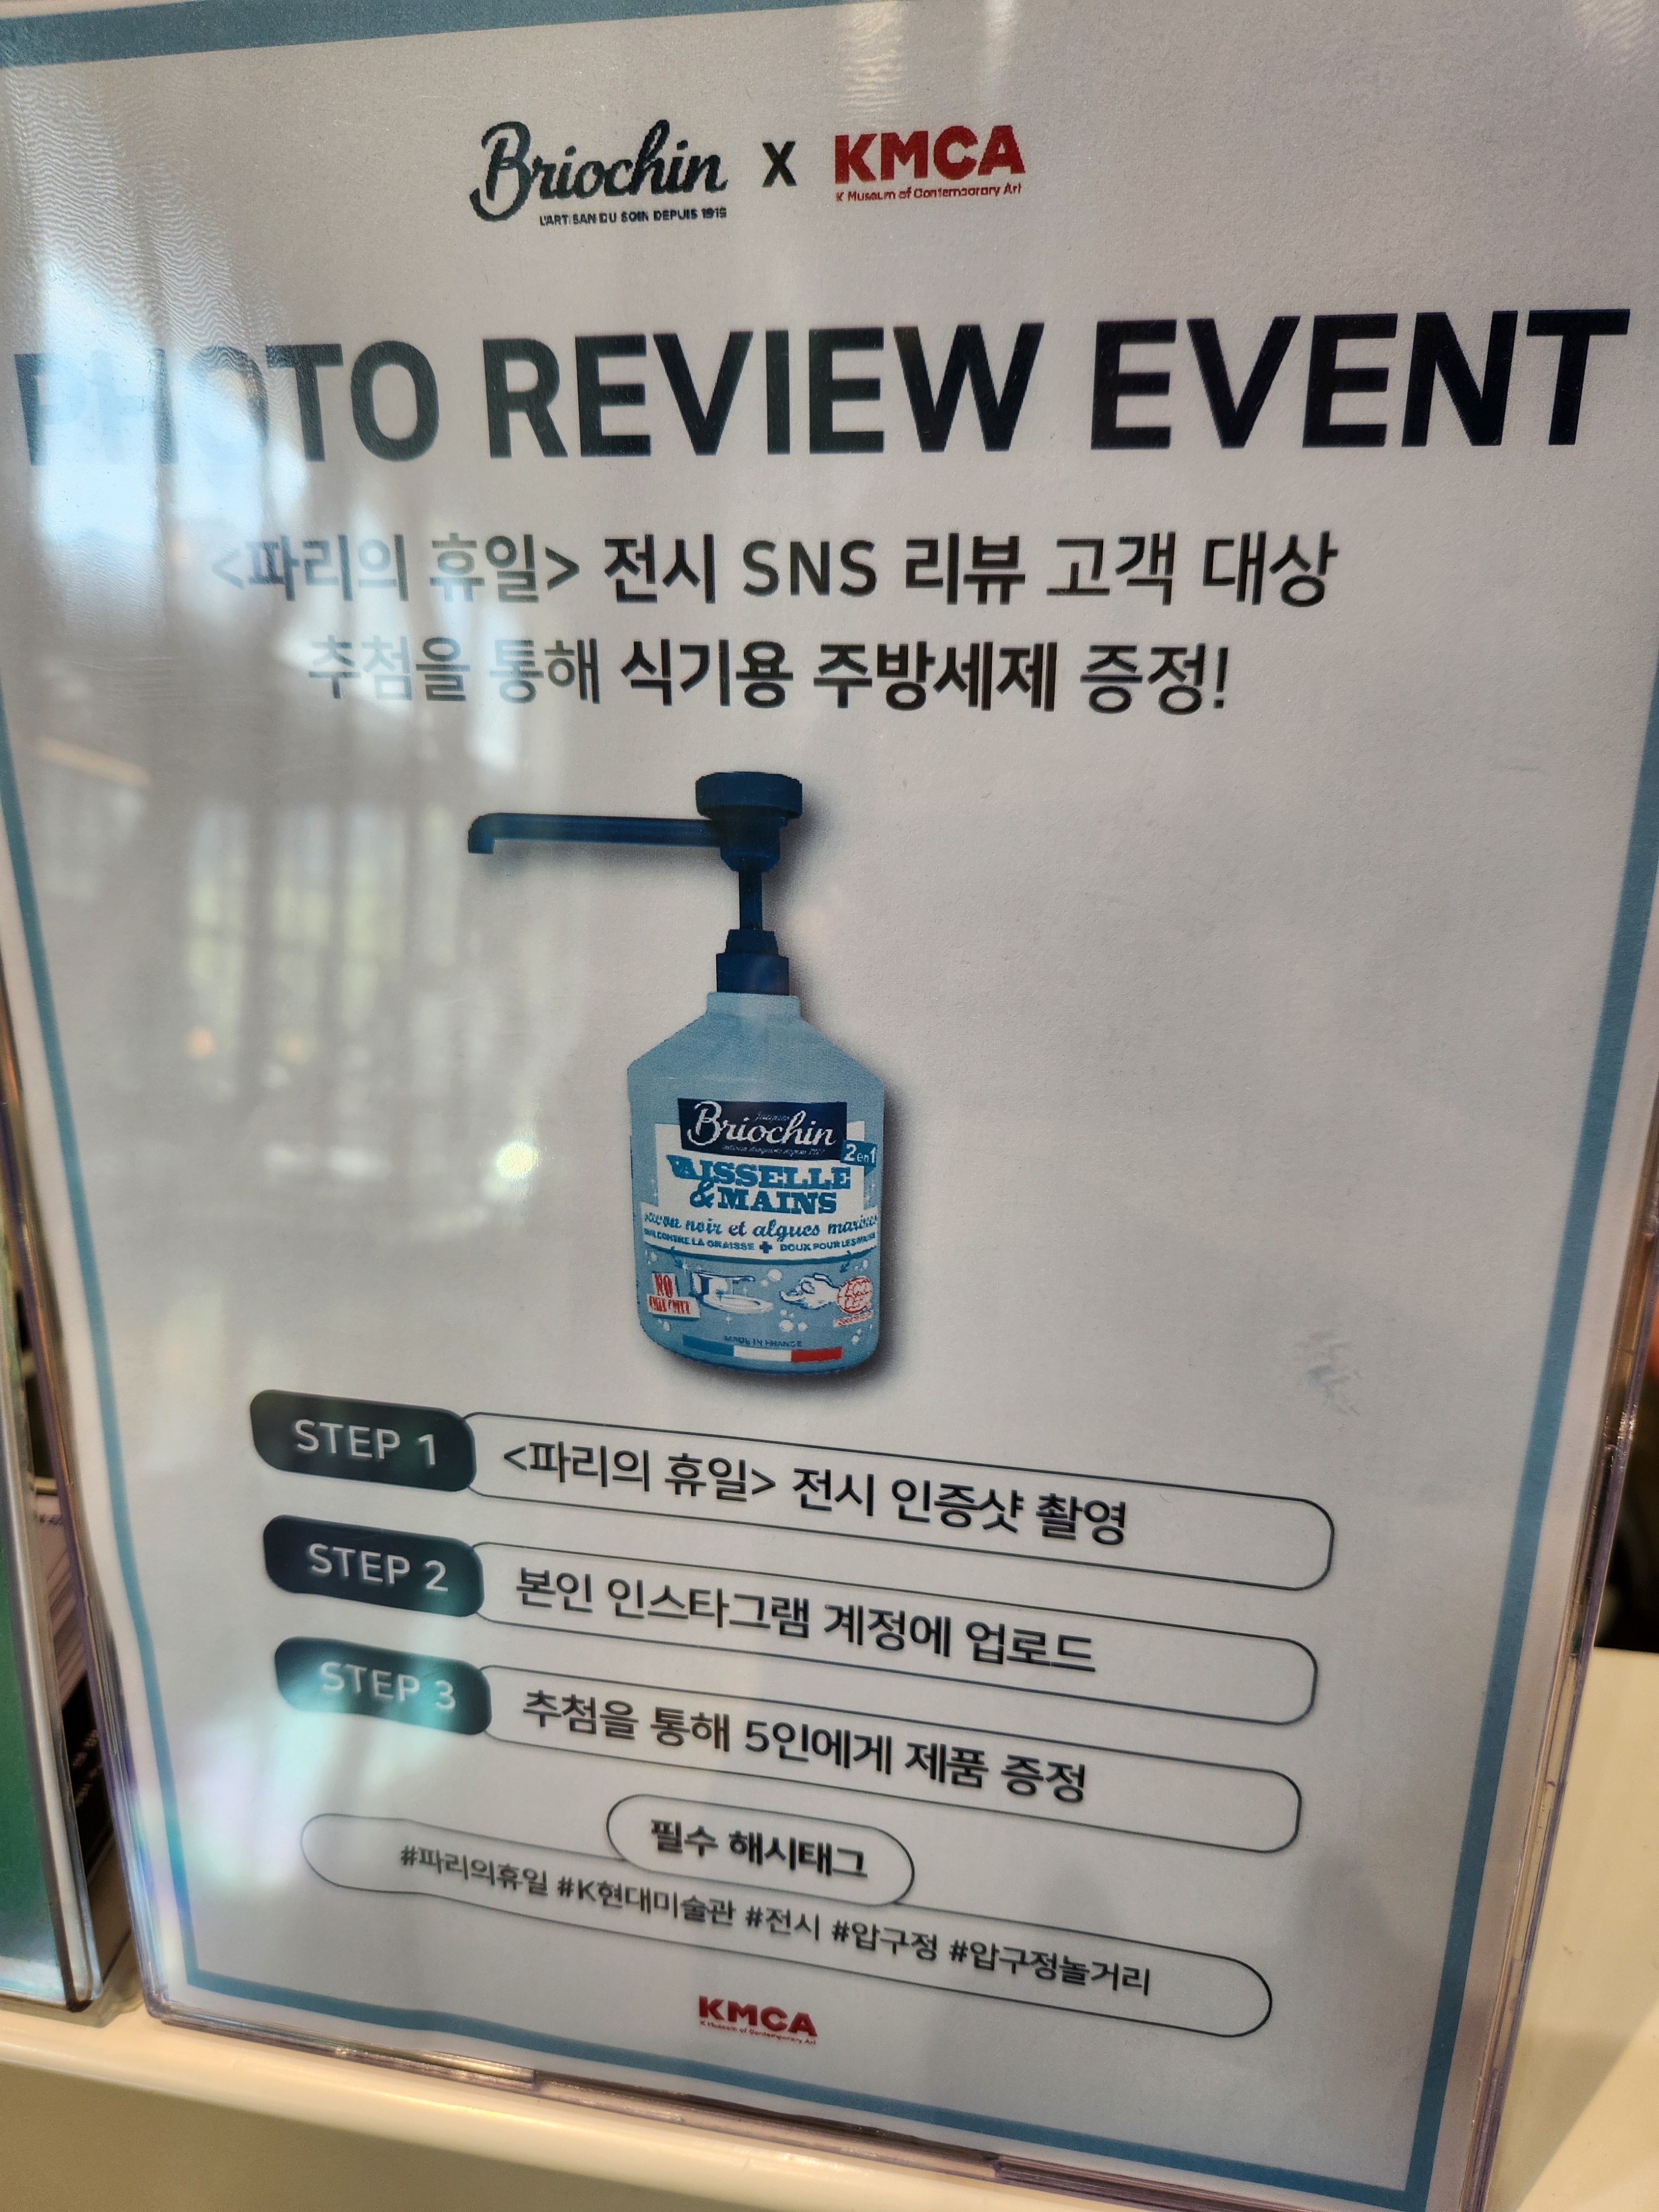 Briochin X KMCA
L'ARTISAN DU SOIN DEPUIS 1919
K Museum of Contemporary Art
PHOTO REVIEW EVENT
<파리의 휴일> 전시 SNS 리뷰 고객 대상
추첨을 통해 식기용 주방세제 증정!
Briochin
2en1
VAISSELLE
&MAINS
savon noir et algues marines
CONTRE LA GRAISSE + DOUX POUR LES MAINS
NO
MADE IN FRANCE
STEP 1 <파리의 휴일> 전시 인증샷 촬영
STEP 2 본인 인스타그램 계정에 업로드
STEP 3 추첨을 통해 5인에게 제품 증정
필수 해시태그
#파리의휴일 #K현대미술관 #전시 #압구정 #압구정놀거리
KMCA
K Museum of Contemporary Art